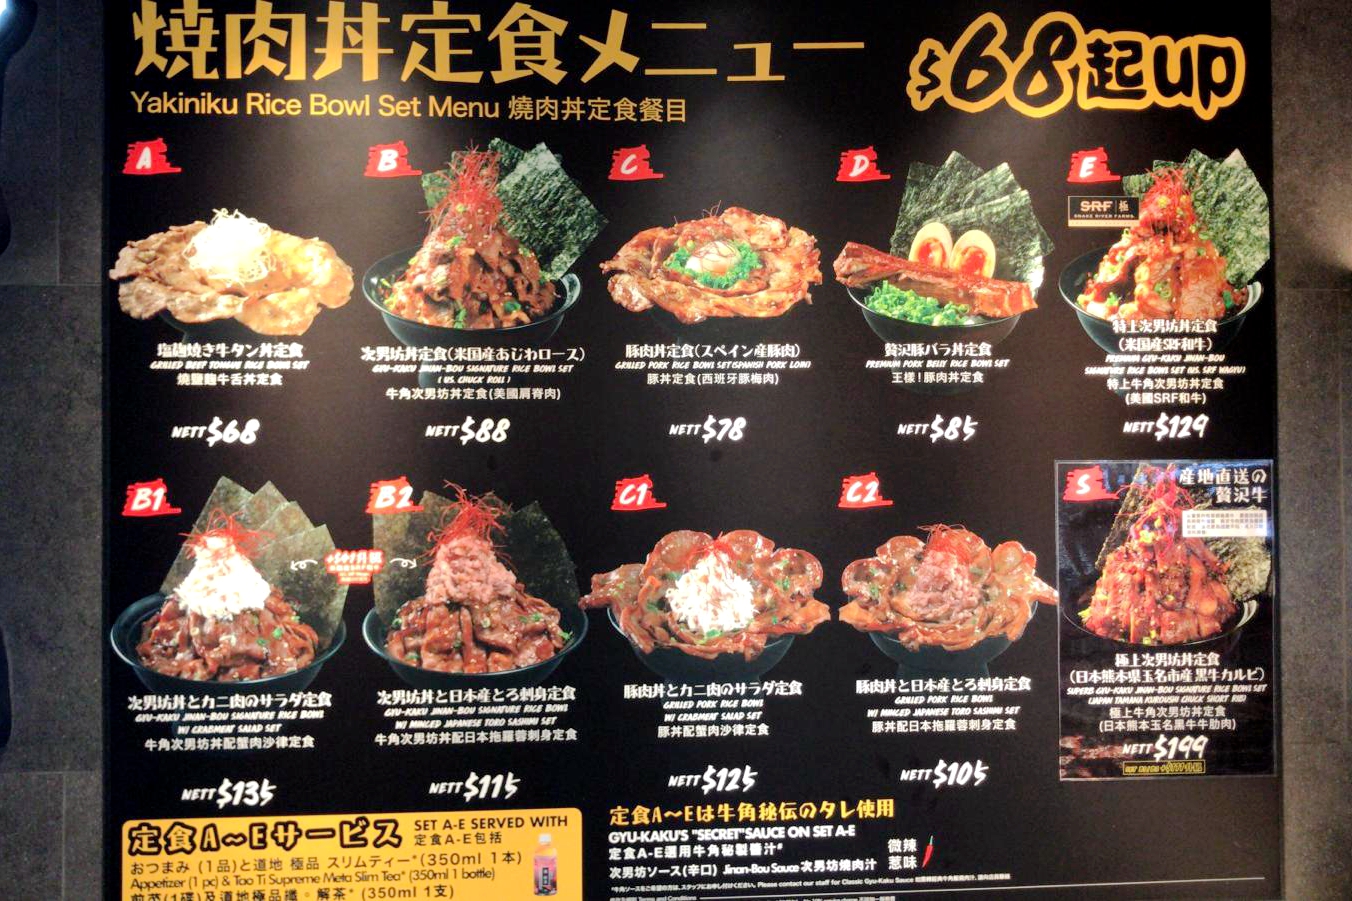 焼肉丼定食メニュー
$68起UP
Yakiniku Rice Bowl Set Menu 燒肉丼定食餐目
A
B
C
D
E
SRF 極
SNAKE RIVER FARMS
塩麹焼き牛タン丼定食
GRILLED BEEF TONGUE RICE BOWL SET
燒鹽麴牛舌丼定食
NETT $68
次男坊丼定食(米国産あじわロース)
GYU-KAKU JINAN-BOU SIGNATURE RICE BOWL SET
(US. CHUCK ROLL)
牛角次男坊丼定食(美國肩脊肉)
NETT $88
豚肉丼定食(スペイン産豚肉)
GRILLED PORK RICE BOWL SET(SPANISH PORK LOIN)
豚丼定食(西班牙豚梅肉)
NETT $78
贅沢豚バラ丼定食
PREMIUM PORK BELLY RICE BOWL SET
王樣!豚肉丼定食
NETT $85
特上次男坊丼定食
(米国産SRF和牛)
PREMIUM GYU-KAKU JINAN-BOU
SIGNATURE RICE BOWL SET (US. SRF WAGYU)
特上牛角次男坊丼定食
(美國SRF和牛)
NETT $129
B1
B2
C1
C2
S
産地直送の
贅沢牛
次男坊丼とカニ肉のサラダ定食
GYU-KAKU JINAN-BOU SIGNATURE RICE BOWL
W/ CRABMEAT SALAD SET
牛角次男坊丼配蟹肉沙律定食
NETT $135
次男坊丼と日本産とろ刺身定食
GYU-KAKU JINAN-BOU SIGNATURE RICE BOWL
W/ MINCED JAPANESE TORO SASHIMI SET
牛角次男坊丼配日本拖羅蓉刺身定食
NETT $115
豚肉丼とカニ肉のサラダ定食
GRILLED PORK RICE BOWL
W/ CRABMEAT SALAD SET
豚丼配蟹肉沙律定食
NETT $125
豚肉丼と日本産とろ刺身定食
GRILLED PORK RICE BOWL
W/ MINCED JAPANESE TORO SASHIMI SET
豚丼配日本拖羅蓉刺身定食
NETT $105
極上次男坊丼定食
(日本熊本県玉名市産 黒牛カルビ)
SUPERB GYU-KAKU JINAN-BOU SIGNATURE RICE BOWL SET
(JAPAN TAMANA KUROUSHI CHUCK SHORT RIB)
極上牛角次男坊丼定食
(日本熊本玉名黑牛牛肋肉)
NETT $199
定食A～Eサービス
SET A-E SERVED WITH
定食A-E包括
おつまみ (1品)と道地 極品 スリムティー*(350ml 1本)
Appetizer (1 pc) & Tao Ti Supreme Meta Slim Tea* (350ml 1 bottle)
前菜(1碟)及道地極品纖。解茶* (350ml 1支)
定食A～Eは牛角秘伝のタレ使用
GYU-KAKU'S "SECRET"SAUCE ON SET A-E
定食A-E選用牛角秘製醬汁#
次男坊ソース(辛口) Jinan-Bou Sauce 次男坊燒肉汁
微辣
惹味